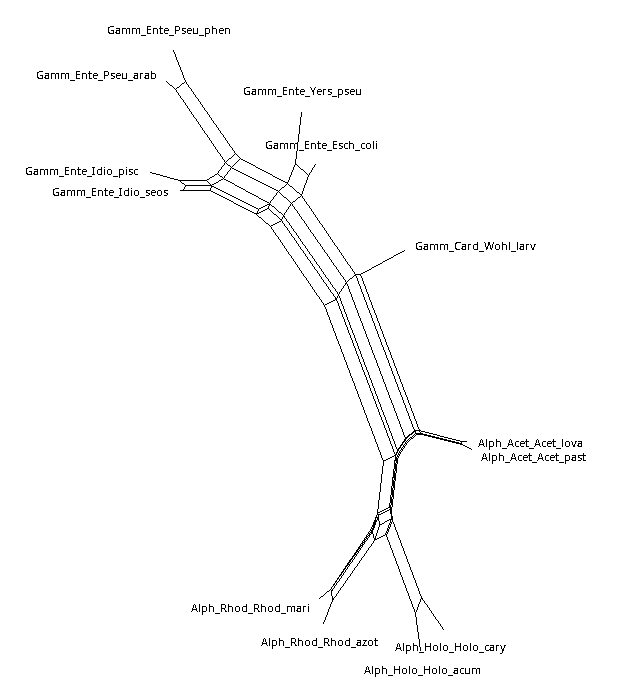 Gamm_Ente_Pseu_phen
Gamm_Ente_Pseu_arab
Gamm_Ente_Yers_pseu
Gamm_Ente_Esch_coli
Gamm_Ente_Idio_pisc
Gamm_Ente_Idio_seos
Gamm_Card_Wohl_larv
Alph_Acet_Acet_lova
Alph_Acet_Acet_past
Alph_Rhod_Rhod_mari
Alph_Rhod_Rhod_azot
Alph_Holo_Holo_cary
Alph_Holo_Holo_acum